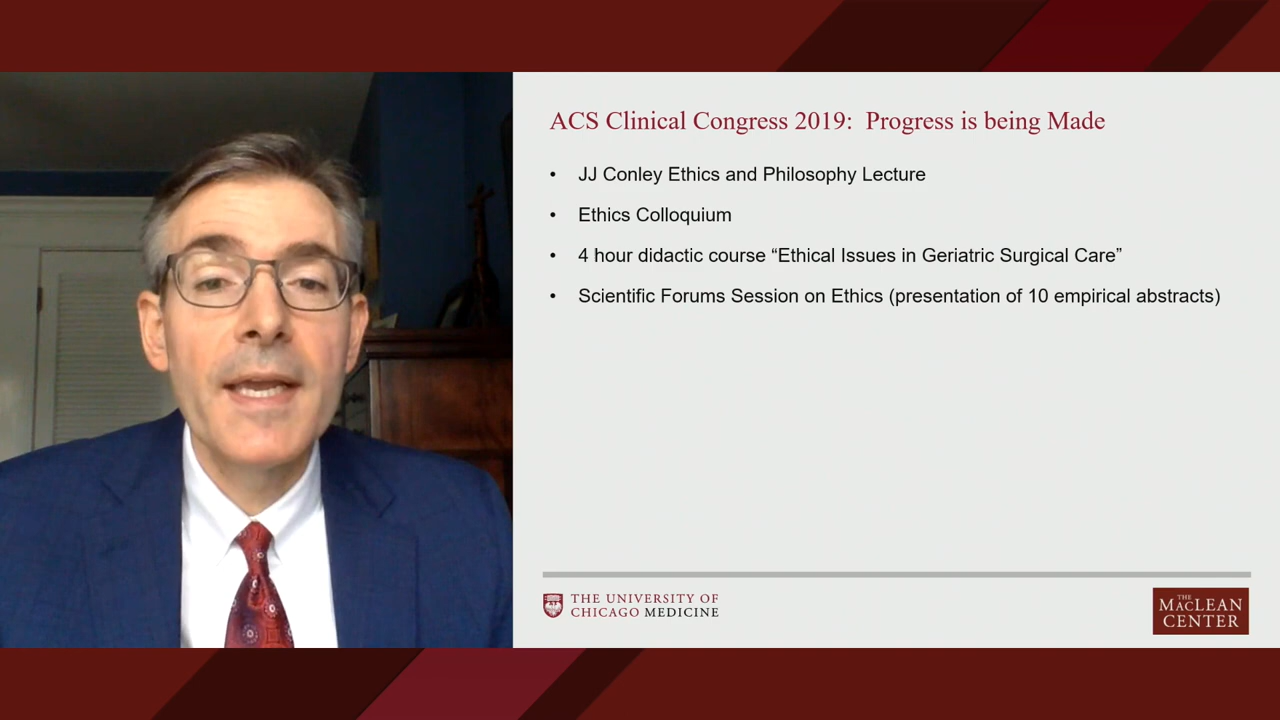 ACS Clinical Congress 2019: Progress is being Made
• JJ Conley Ethics and Philosophy Lecture
• Ethics Colloquium
• 4 hour didactic course “Ethical Issues in Geriatric Surgical Care”
• Scientific Forums Session on Ethics (presentation of 10 empirical abstracts)
THE UNIVERSITY OF
CHICAGO MEDICINE
THE
MACLEAN
CENTER